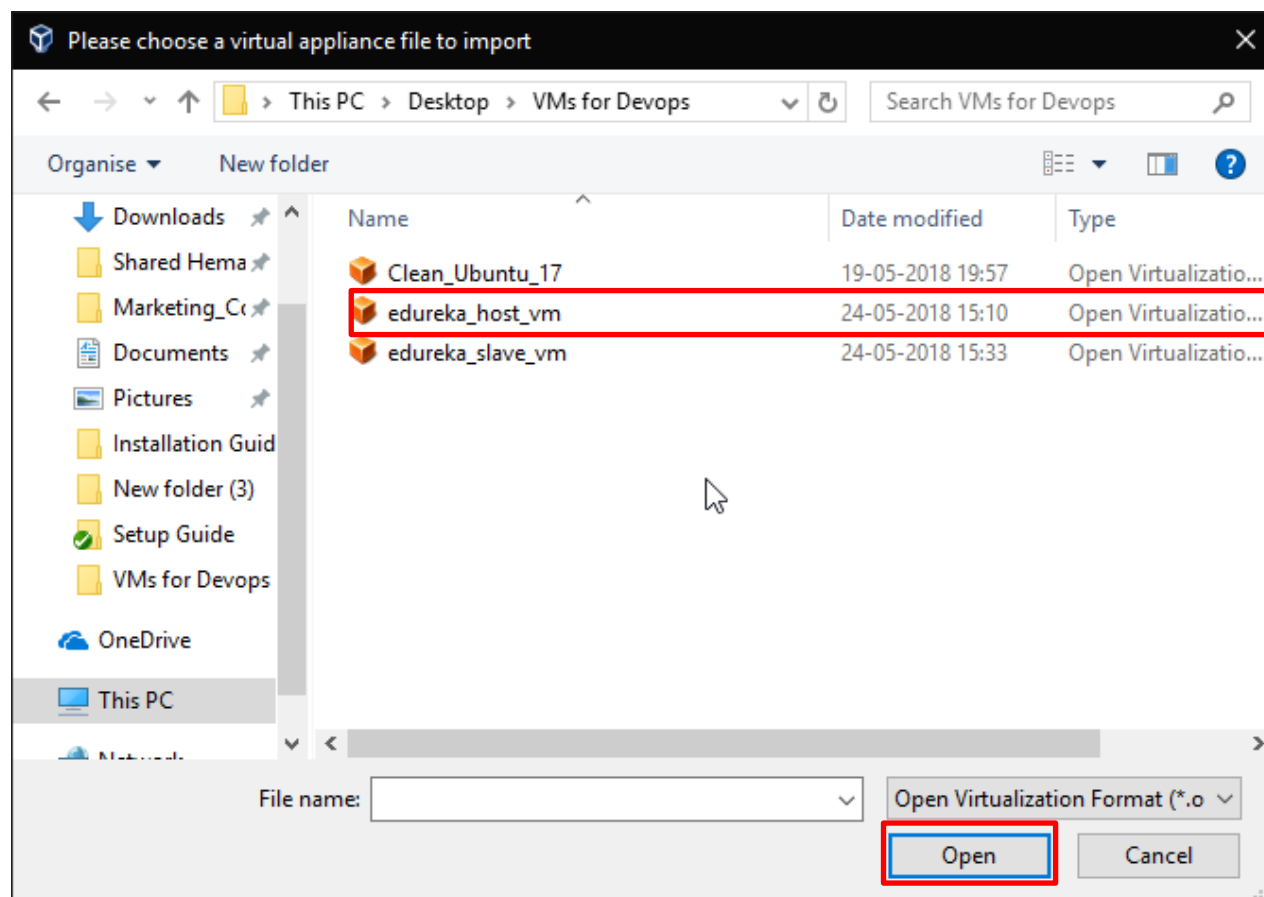 Please choose a virtual appliance file to import
This PC > Desktop > VMs for Devops
Search VMs for Devops
Organise
New folder
Name
Date modified
Type
Downloads
Shared Hema
Marketing_Co
Documents
Pictures
Installation Guid
New folder (3)
Setup Guide
VMs for Devops
OneDrive
This PC
Network
Clean_Ubuntu_17 19-05-2018 19:57 Open Virtualizatio...
edureka_host_vm 24-05-2018 15:10 Open Virtualizatio...
edureka_slave_vm 24-05-2018 15:33 Open Virtualizatio...
File name:
Open Virtualization Format (*.o
Open
Cancel